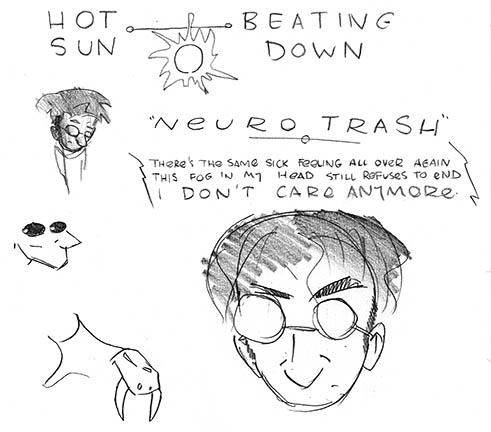 HOT SUN
BEATING DOWN
"NEURO TRASH"
THERE'S THE SAME SICK FEELING ALL OVER AGAIN
THIS FOG IN MY HEAD STILL REFUSES TO END
I DON'T CARE ANYMORE.